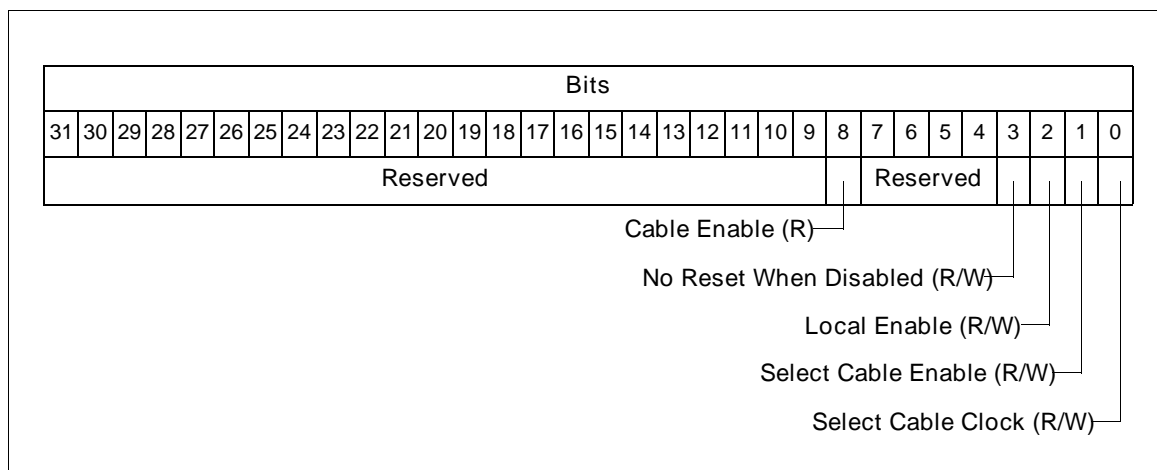 Bits
31 30 29 28 27 26 25 24 23 22 21 20 19 18 17 16 15 14 13 12 11 10 9 8 7 6 5 4 3 2 1 0
Reserved Reserved
Cable Enable (R)
No Reset When Disabled (R/W)
Local Enable (R/W)
Select Cable Enable (R/W)
Select Cable Clock (R/W)